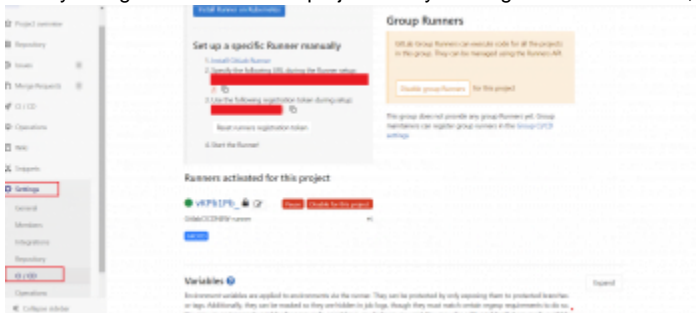 Project overview
Repository
Issues
Merge Requests
CI / CD
Operations
Wiki
Snippets
Settings
General
Members
Integrations
Repository
CI / CD
Operations
Collapse sidebar
Install Runner on Kubernetes
Set up a specific Runner manually
1. Install GitLab Runner
2. Specify the following URL during the Runner setup:
3. Use the following registration token during setup:
Reset runners registration token
4. Start the Runner!
Group Runners
GitLab Group Runners can execute code for all the projects
in this group. They can be managed using the Runners API.
Disable group Runners for this project
This group does not provide any group Runners yet. Group
maintainers can register group runners in the Group CI/CD
settings
Runners activated for this project
Pause
Disable for this project
runner
Variables
Expand
Environment variables are applied to environments via the runner. They can be protected by only exposing them to protected branches
or tags. Additionally, they can be masked so they are hidden in job logs, though they must match certain regexp requirements to do so.